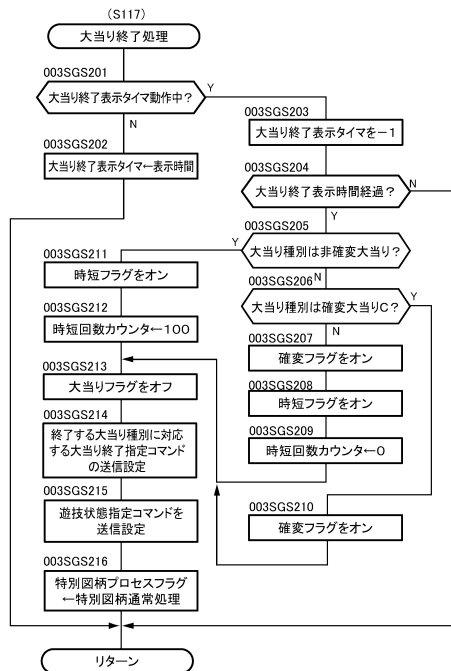 (S117)
大当り終了処理
003SGS201
大当り終了表示タイマ動作中？
Y
N
003SGS202
大当り終了表示タイマ←表示時間
003SGS203
大当り終了表示タイマを－1
003SGS204
大当り終了表示時間経過？
N
Y
003SGS205
大当り種別は非確変大当り？
Y
N
003SGS206
大当り種別は確変大当りC？
Y
N
003SGS207
確変フラグをオン
003SGS208
時短フラグをオン
003SGS209
時短回数カウンタ←0
003SGS210
確変フラグをオン
003SGS211
時短フラグをオン
003SGS212
時短回数カウンタ←100
003SGS213
大当りフラグをオフ
003SGS214
終了する大当り種別に対応
する大当り終了指定コマンド
の送信設定
003SGS215
遊技状態指定コマンドを
送信設定
003SGS216
特別図柄プロセスフラグ
←特別図柄通常処理
リターン